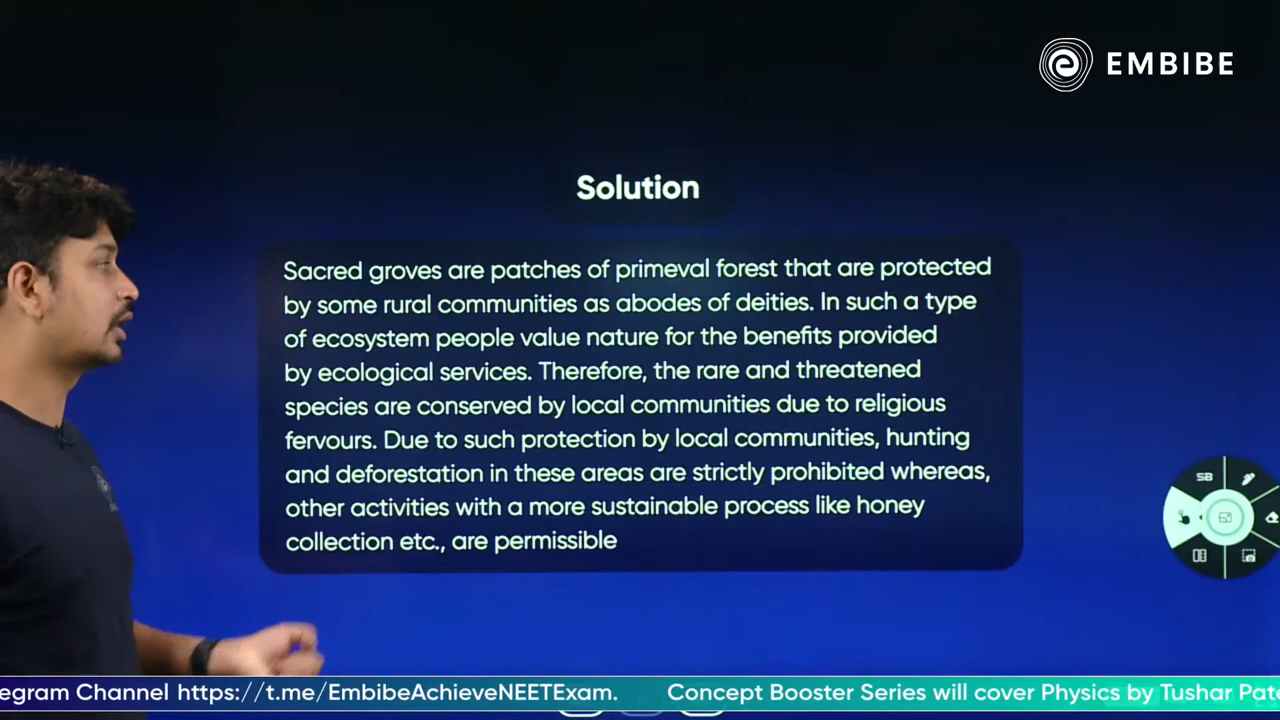 EMBIBE
Solution
Sacred groves are patches of primeval forest that are protected
by some rural communities as abodes of deities. In such a type
of ecosystem people value nature for the benefits provided
by ecological services. Therefore, the rare and threatened
species are conserved by local communities due to religious
fervours. Due to such protection by local communities, hunting
and deforestation in these areas are strictly prohibited whereas,
other activities with a more sustainable process like honey
collection etc., are permissible
SB
egram Channel https://t.me/EmbibeAchieveNEETExam. Concept Booster Series will cover Physics by Tushar Pate